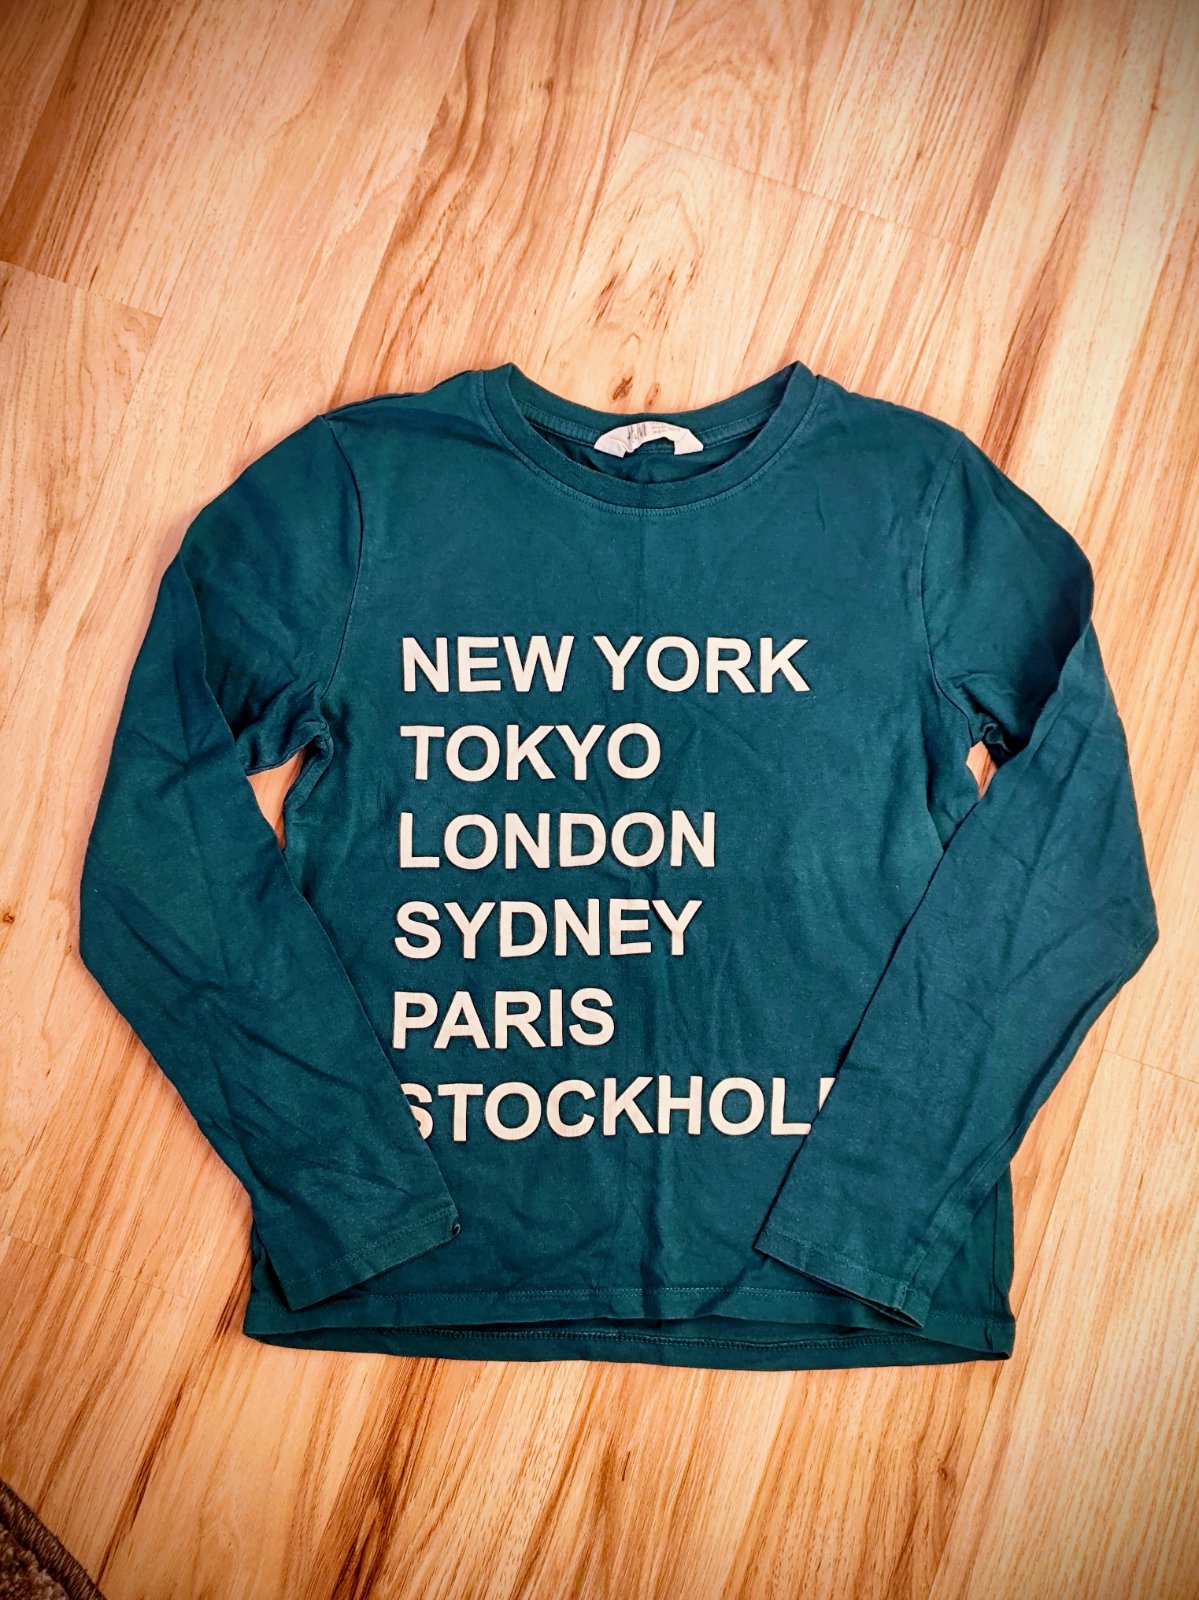 H&M
NEW YORK
TOKYO
LONDON
SYDNEY
PARIS
STOCKHOL